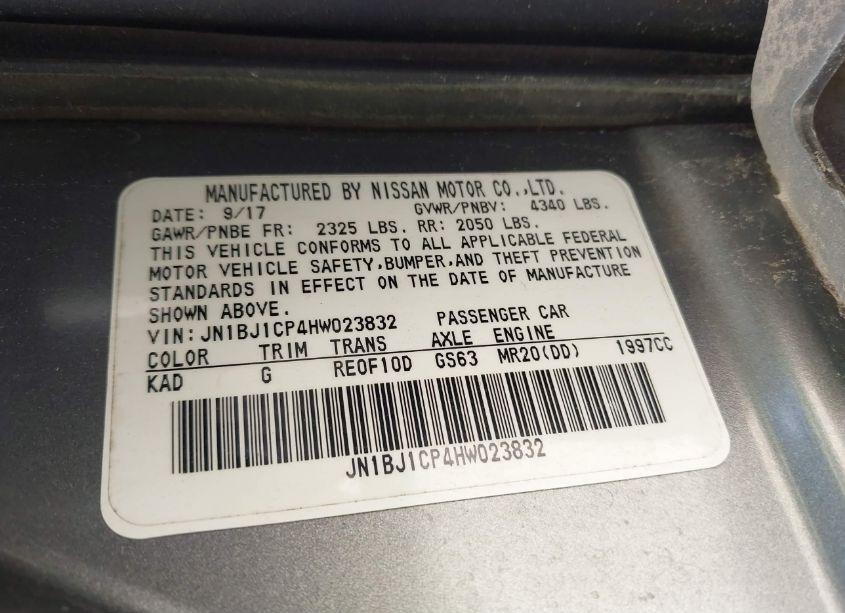 MANUFACTURED BY NISSAN MOTOR CO.,LTD.
DATE: 9/17 GVWR/PNBV: 4340 LBS.
GAWR/PNBE FR: 2325 LBS. RR: 2050 LBS.
THIS VEHICLE CONFORMS TO ALL APPLICABLE FEDERAL
MOTOR VEHICLE SAFETY,BUMPER,AND THEFT PREVENTION
STANDARDS IN EFFECT ON THE DATE OF MANUFACTURE
SHOWN ABOVE.
VIN:JN1BJ1CP4HW023832 PASSENGER CAR
COLOR TRIM TRANS AXLE ENGINE
KAD G RE0F10D GS63 MR20(DD) 1997CC
JN1BJ1CP4HW023832